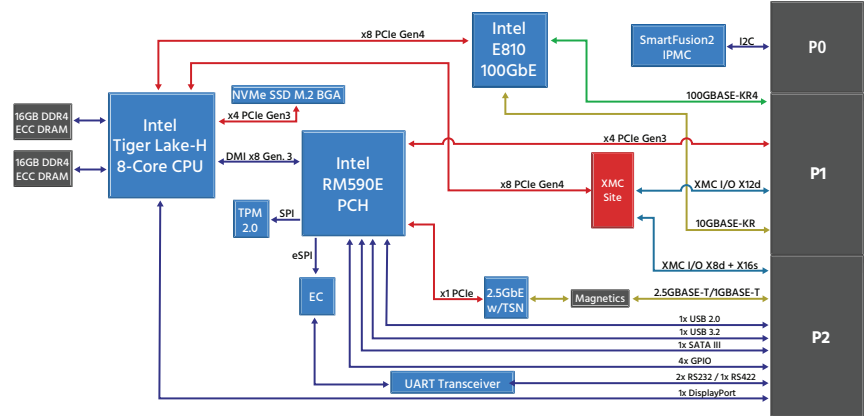 x8 PCIe Gen4
Intel
E810
100GbE
SmartFusion2
IPMC
I2C
P0
NVMe SSD M.2 BGA
100GBASE-KR4
16GB DDR4
ECC DRAM
Intel
Tiger Lake-H
8-Core CPU
x4 PCIe Gen3
x4 PCIe Gen3
16GB DDR4
ECC DRAM
DMI x8 Gen. 3
Intel
RM590E
PCH
x8 PCIe Gen4
XMC
Site
XMC I/O X12d
P1
TPM
2.0
SPI
10GBASE-KR
eSPI
XMC I/O X8d + X16s
EC
x1 PCIe
2.5GbE
w/TSN
Magnetics
2.5GBASE-T/1GBASE-T
1x USB 2.0
1x USB 3.2
P2
1x SATA III
4x GPIO
UART Transceiver
2x RS232 / 1x RS422
1x DisplayPort